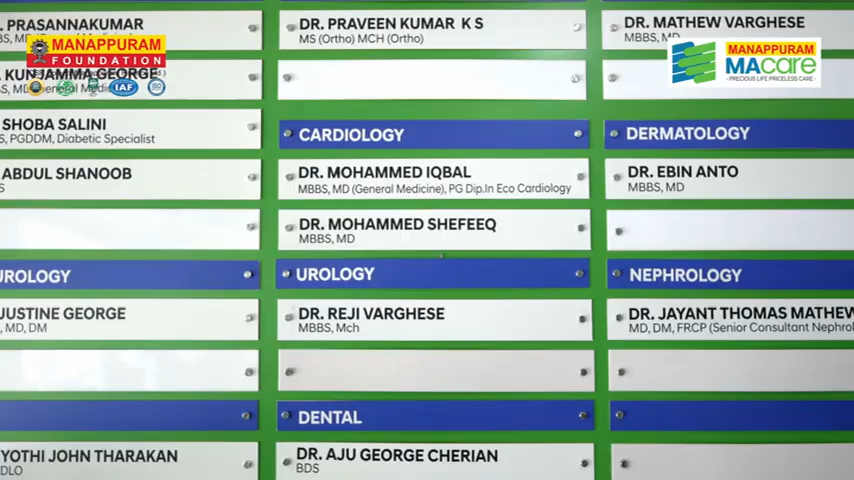 . PRASANNAKUMAR
MANAPPURAM
FOUNDATION
KUNJAMMA GEORGE
IAF
ISO
SHOBA SALINI
S, PGDDM, Diabetic Specialist
ABDUL SHANOOB
S
UROLOGY
JUSTINE GEORGE
, MD, DM
YOTHI JOHN THARAKAN
DLO
DR. PRAVEEN KUMAR K S
MS (Ortho) MCH (Ortho)
CARDIOLOGY
DR. MOHAMMED IQBAL
MBBS, MD (General Medicine), PG Dip.In Eco Cardiology
DR. MOHAMMED SHEFEEQ
MBBS, MD
UROLOGY
DR. REJI VARGHESE
MBBS, Mch
DENTAL
DR. AJU GEORGE CHERIAN
BDS
DR. MATHEW VARGHESE
MBBS, MD
MANAPPURAM
MAcare
- PRECIOUS LIFE PRICELESS CARE -
DERMATOLOGY
DR. EBIN ANTO
MBBS, MD
NEPHROLOGY
DR. JAYANT THOMAS MATHEW
MD, DM, FRCP (Senior Consultant Nephrol